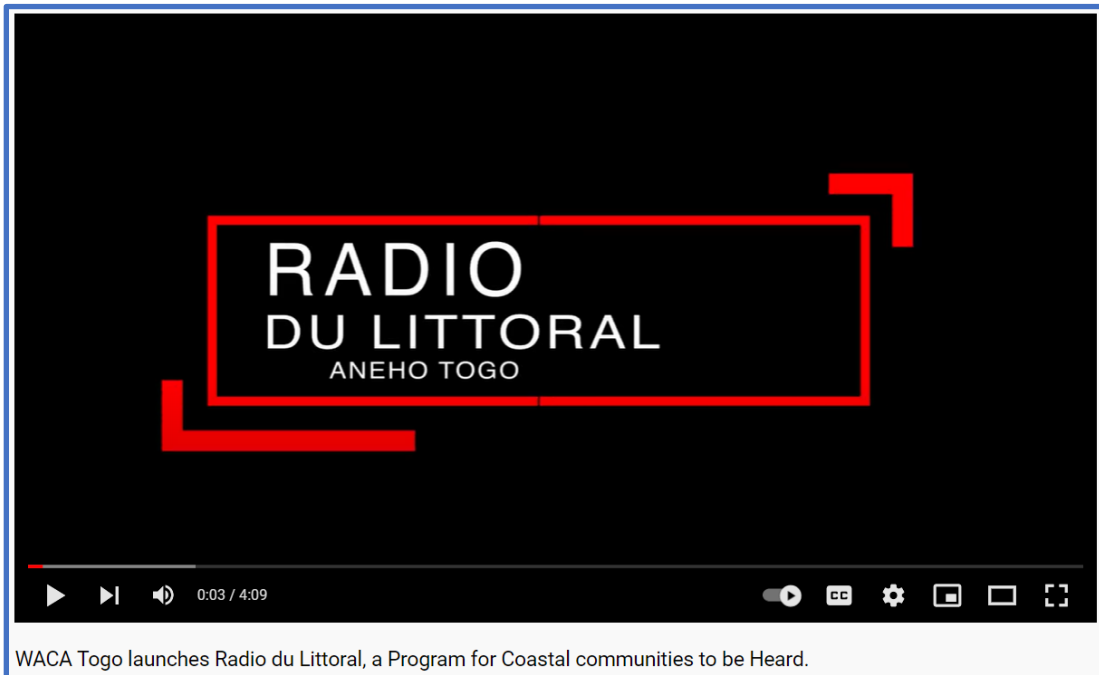 RADIO
DU LITTORAL
ANEHO TOGO
0:03 / 4:09
CC
WACA Togo launches Radio du Littoral, a Program for Coastal communities to be Heard.